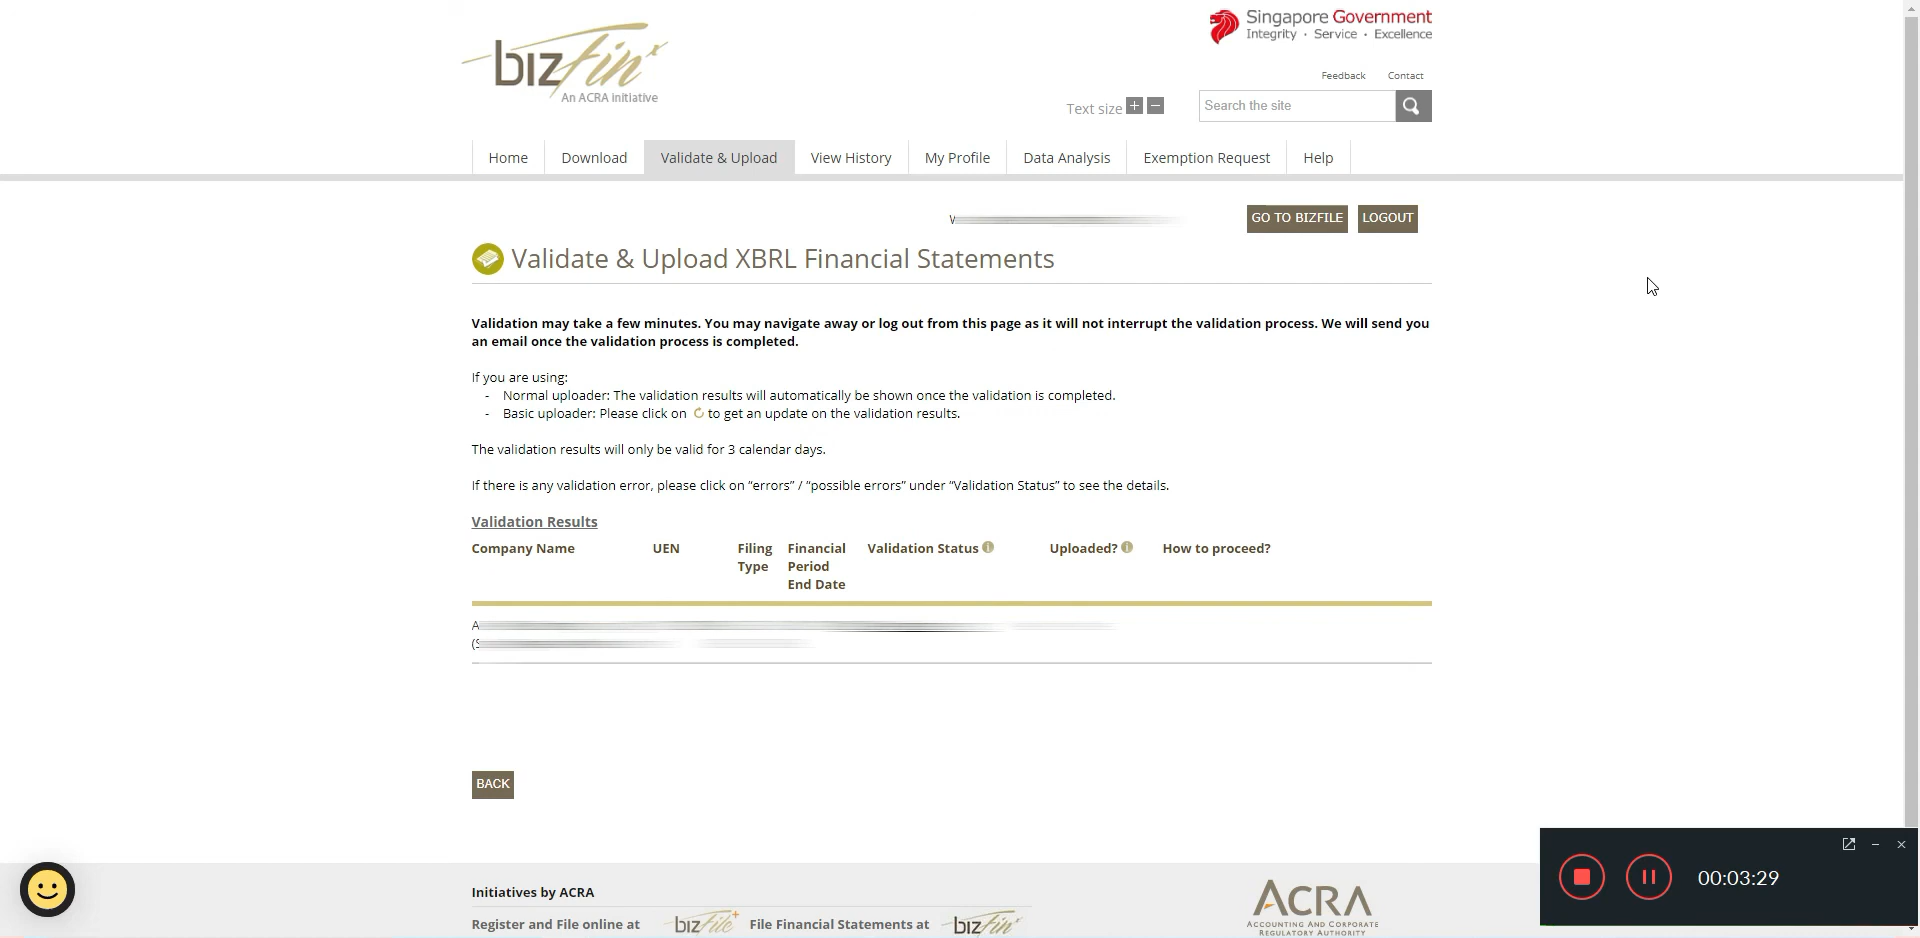 bizfinx
An ACRA initiative
Singapore Government
Integrity · Service · Excellence
Feedback Contact
Text size + −
Search the site
Home Download Validate & Upload View History My Profile Data Analysis Exemption Request Help
GO TO BIZFILE LOGOUT
Validate & Upload XBRL Financial Statements
Validation may take a few minutes. You may navigate away or log out from this page as it will not interrupt the validation process. We will send you
an email once the validation process is completed.
If you are using:
- Normal uploader: The validation results will automatically be shown once the validation is completed.
- Basic uploader: Please click on to get an update on the validation results.
The validation results will only be valid for 3 calendar days.
If there is any validation error, please click on “errors” / “possible errors” under “Validation Status” to see the details.
Validation Results
Company Name UEN Filing Financial Validation Status Uploaded? How to proceed?
Type Period
End Date
BACK
00:03:29
Initiatives by ACRA
Register and File online at bizfile+ File Financial Statements at bizfinx
ACRA
ACCOUNTING AND CORPORATE
REGULATORY AUTHORITY